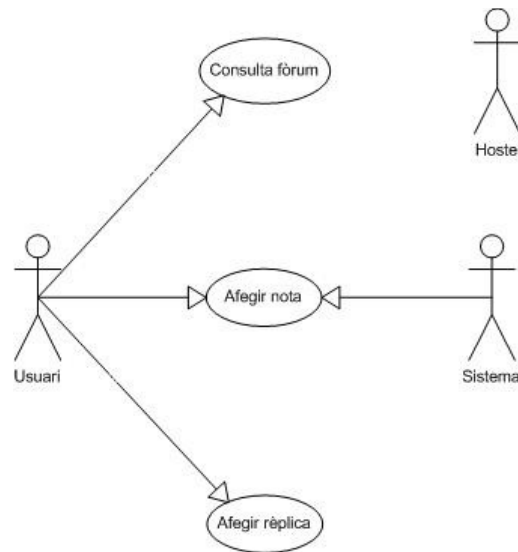 Consulta fòrum
Hoste
Afegir nota
Usuari
Sistema
Afegir rèplica